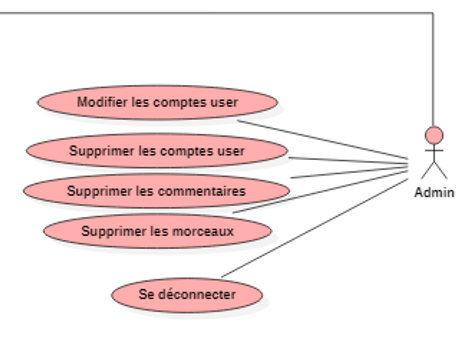 Modifier les comptes user
Supprimer les comptes user
Supprimer les commentaires
Admin
Supprimer les morceaux
Se déconnecter